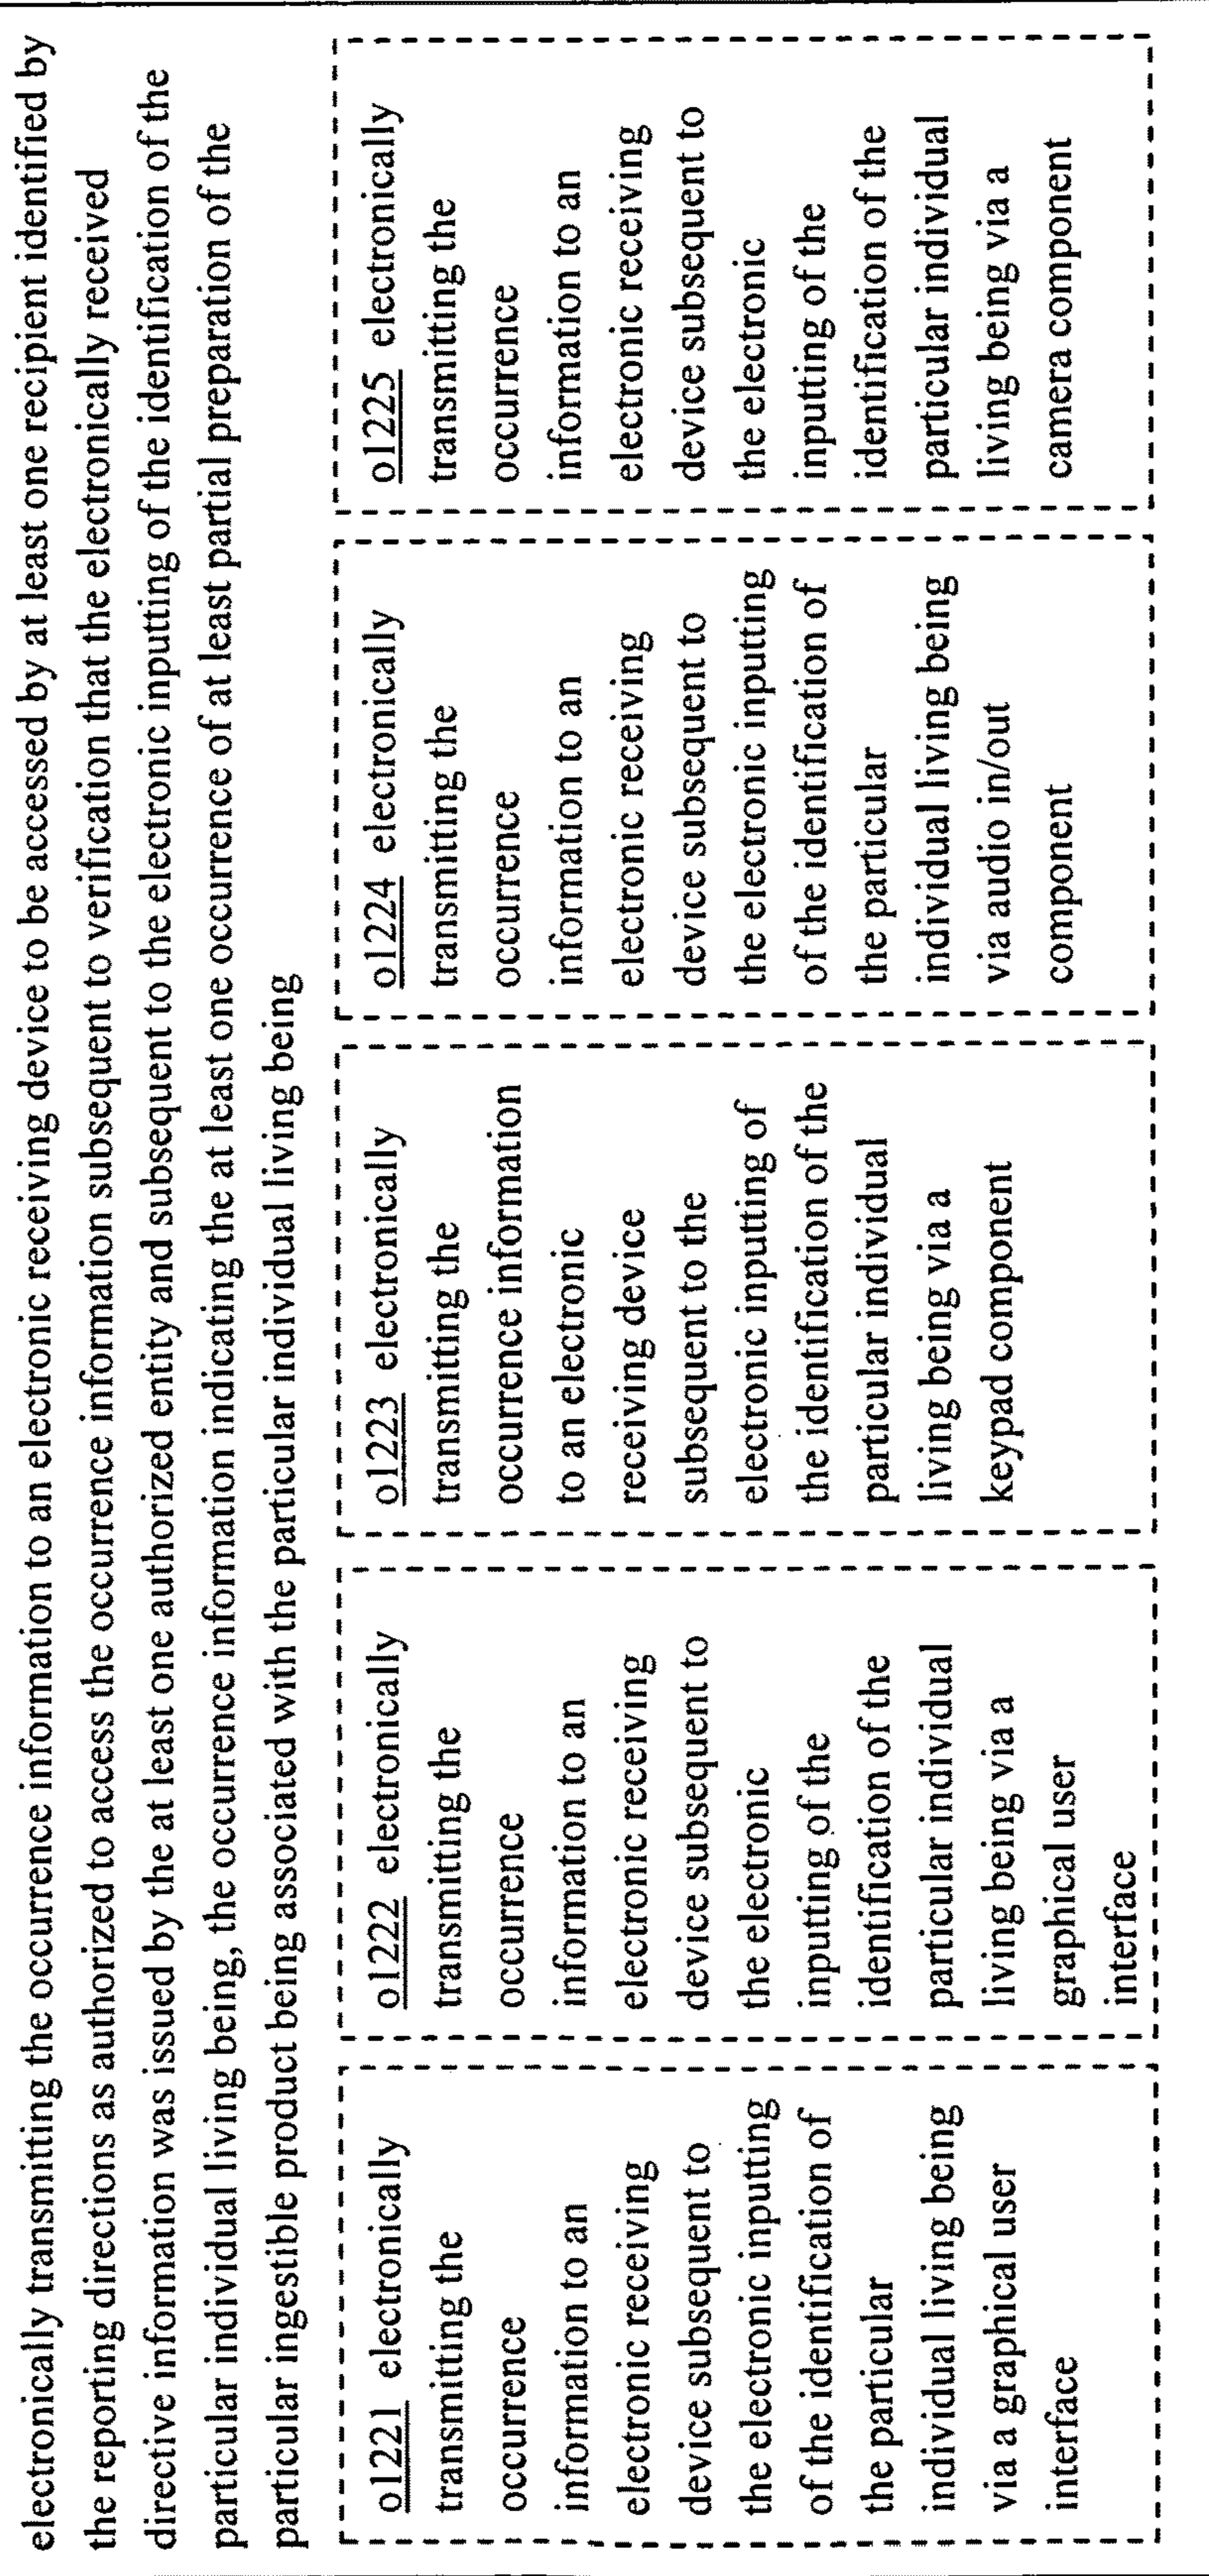 electronically transmitting the occurrence information to an electronic receiving device to be accessed by at least one recipient identified by
the reporting directions as authorized to access the occurrence information subsequent to verification that the electronically received
directive information was issued by the at least one authorized entity and subsequent to the electronic inputting of the identification of the
particular individual living being, the occurrence information indicating the at least one occurrence of at least partial preparation of the
particular ingestible product being associated with the particular individual living being
o1221 electronically
transmitting the
occurrence
information to an
electronic receiving
device subsequent to
the electronic inputting
of the identification of
the particular
individual living being
via a graphical user
interface
o1222 electronically
transmitting the
occurrence
information to an
electronic receiving
device subsequent to
the electronic
inputting of the
identification of the
particular individual
living being via a
graphical user
interface
o1223 electronically
transmitting the
occurrence information
to an electronic
receiving device
subsequent to the
electronic inputting of
the identification of the
particular individual
living being via a
keypad component
o1224 electronically
transmitting the
occurrence
information to an
electronic receiving
device subsequent to
the electronic inputting
of the identification of
the particular
individual living being
via audio in/out
component
o1225 electronically
transmitting the
occurrence
information to an
electronic receiving
device subsequent to
the electronic
inputting of the
identification of the
particular individual
living being via a
camera component